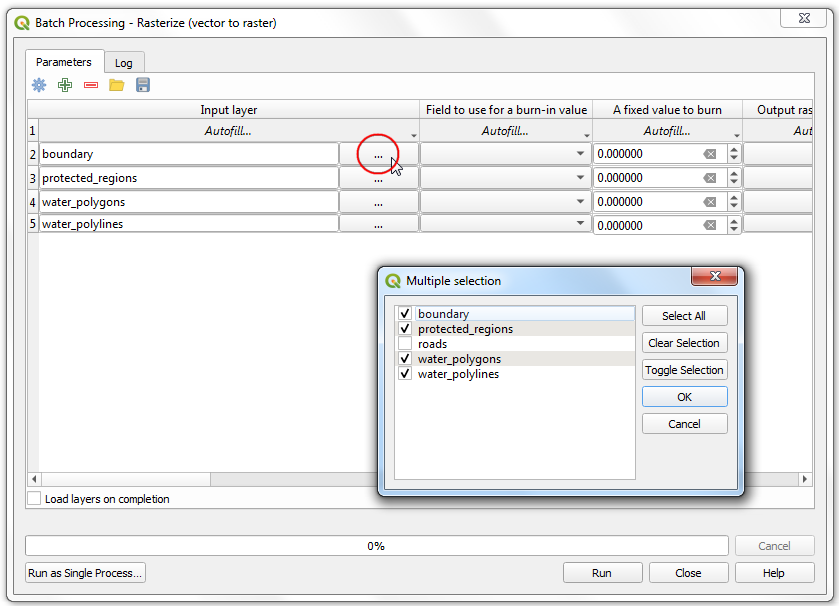 Batch Processing - Rasterize (vector to raster)
Parameters
Log
Input layer
Field to use for a burn-in value
A fixed value to burn
Output ras
1
Autofill...
Autofill...
Autofill...
Aut
2
boundary
...
0.000000
3
protected_regions
...
0.000000
4
water_polygons
...
0.000000
5
water_polylines
...
0.000000
Multiple selection
boundary
protected_regions
roads
water_polygons
water_polylines
Select All
Clear Selection
Toggle Selection
OK
Cancel
Load layers on completion
0%
Cancel
Run as Single Process...
Run
Close
Help